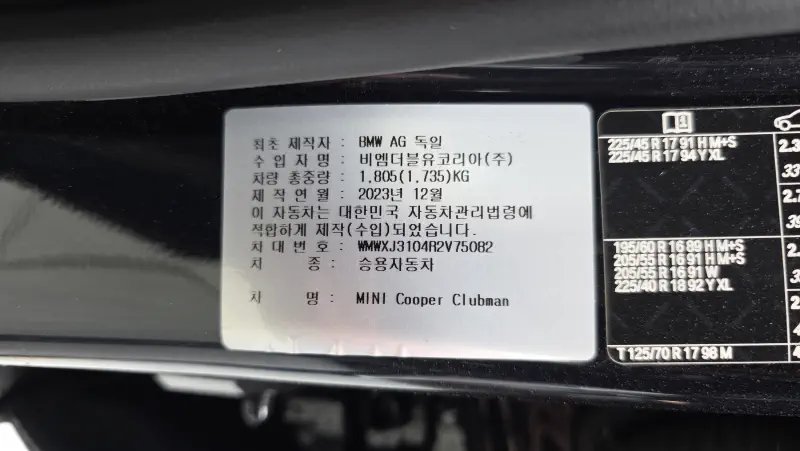 최초 제작자 : BMW AG 독일
수 입 자 명 : 비엠더블유코리아(주)
차량 총중량 : 1,805(1,735)KG
제 작 연 월 : 2023년 12월
이 자동차는 대한민국 자동차관리법령에
적합하게 제작(수입)되었습니다.
차 대 번 호 : WMWXJ3104R2V75082
차 종 : 승용자동차
차 명 : MINI Cooper Clubman
225/45 R 17 91 H M+S
225/45 R 17 94 Y XL
195/60 R 16 89 H M+S
205/55 R 16 91 H M+S
205/55 R 16 91 W
225/40 R 18 92 Y XL
T 125/70 R 17 98 M